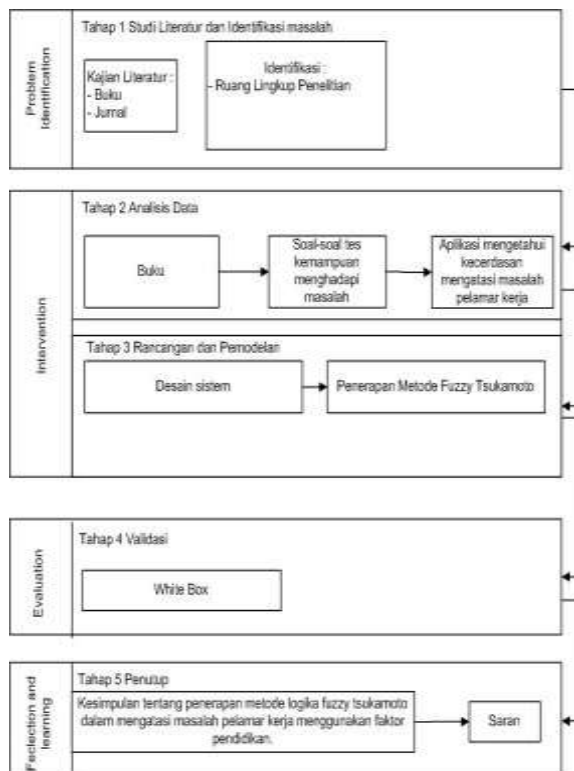 Problem
Identification
Tahap 1 Studi Literatur dan Identifikasi masalah
Kajian Literatur :
- Buku
- Jurnal
Identifikasi :
- Ruang Lingkup Penelitian
Intervention
Tahap 2 Analisis Data
Buku
Soal-soal tes
kemampuan
menghadapi
masalah
Aplikasi mengetahui
kecerdasan
mengatasi masalah
pelamar kerja
Tahap 3 Rancangan dan Pemodelan
Desain sistem
Penerapan Metode Fuzzy Tsukamoto
Evaluation
Tahap 4 Validasi
White Box
Feclection and
learning
Tahap 5 Penutup
Kesimpulan tentang penerapan metode logika fuzzy tsukamoto
dalam mengatasi masalah pelamar kerja menggunakan faktor
pendidikan.
Saran